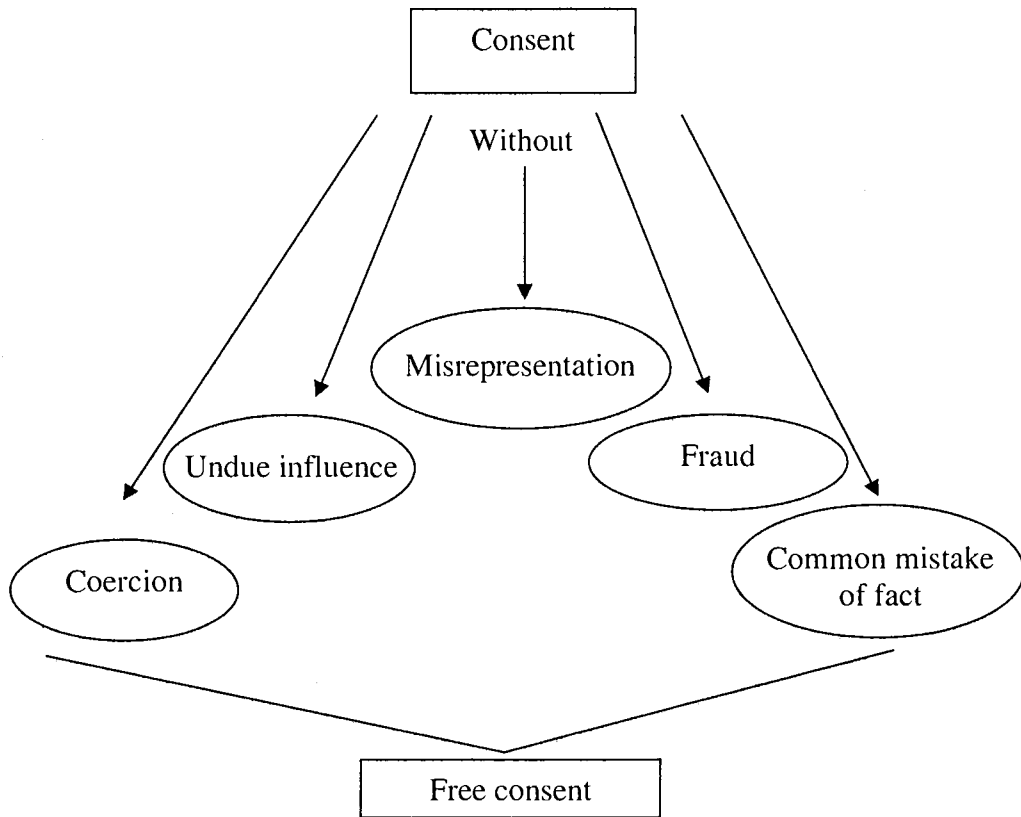 Consent
Without
Misrepresentation
Undue influence
Fraud
Coercion
Common mistake
of fact
Free consent